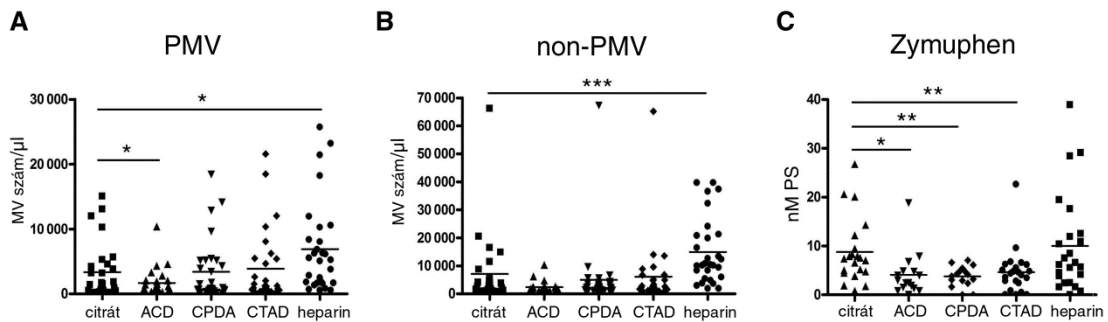 A
PMV
MV szám/µl
30 000
20 000
10 000
0
*
*
citrát ACD CPDA CTAD heparin
B
non-PMV
MV szám/µl
70 000
60 000
50 000
40 000
30 000
20 000
10 000
0
***
citrát ACD CPDA CTAD heparin
C
Zymuphen
nM PS
40
30
20
10
0
**
**
*
citrát ACD CPDA CTAD heparin